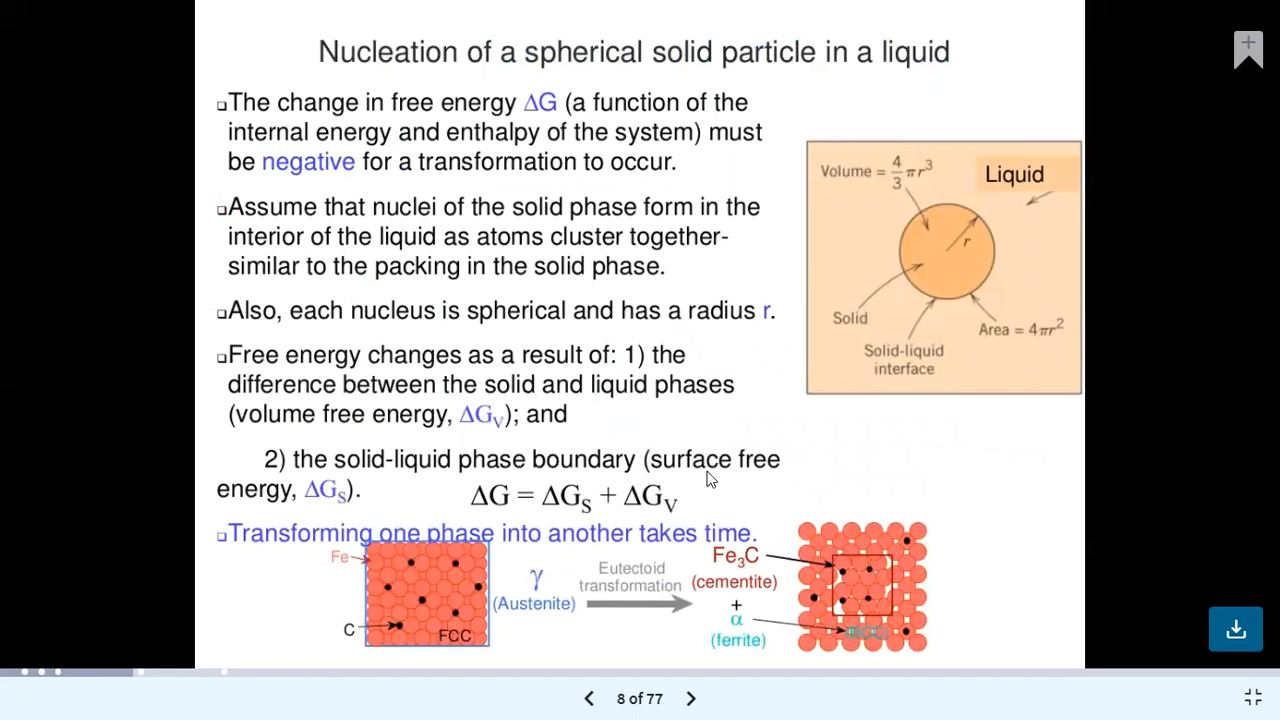 Nucleation of a spherical solid particle in a liquid
❑The change in free energy ΔG (a function of the
internal energy and enthalpy of the system) must
be negative for a transformation to occur.
❑Assume that nuclei of the solid phase form in the
interior of the liquid as atoms cluster together-
similar to the packing in the solid phase.
❑Also, each nucleus is spherical and has a radius r.
❑Free energy changes as a result of: 1) the
difference between the solid and liquid phases
(volume free energy, ΔG_V); and
2) the solid-liquid phase boundary (surface free
energy, ΔG_S).
ΔG = ΔG_S + ΔG_V
❑Transforming one phase into another takes time.
Volume = 4/3 πr³
Liquid
r
Solid
Area = 4πr²
Solid-liquid
interface
Fe
C
FCC
γ
(Austenite)
Eutectoid
transformation
Fe₃C
(cementite)
+
α
(ferrite)
(BCC)
8 of 77